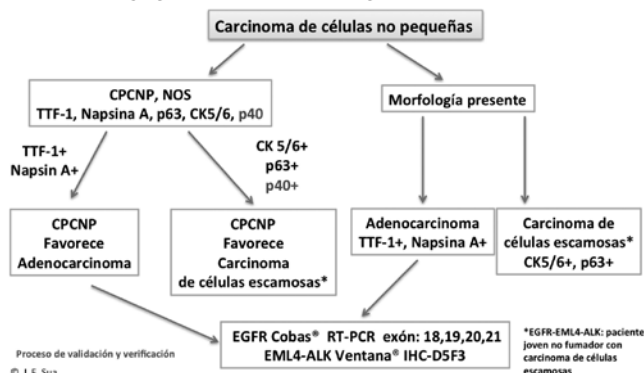 Carcinoma de células no pequeñas
CPCNP, NOS
TTF-1, Napsina A, p63, CK5/6, p40
Morfología presente
TTF-1+
Napsin A+
CK 5/6+
p63+
p40+
CPCNP
Favorece
Adenocarcinoma
CPCNP
Favorece
Carcinoma
de células escamosas*
Adenocarcinoma
TTF-1+, Napsina A+
Carcinoma de
células escamosas*
CK5/6+, p63+
EGFR Cobas® RT-PCR exón: 18,19,20,21
EML4-ALK Ventana® IHC-D5F3
*EGFR-EML4-ALK: paciente
joven no fumador con
carcinoma de células
escamosas
Proceso de validación y verificación
© J. F. Sua